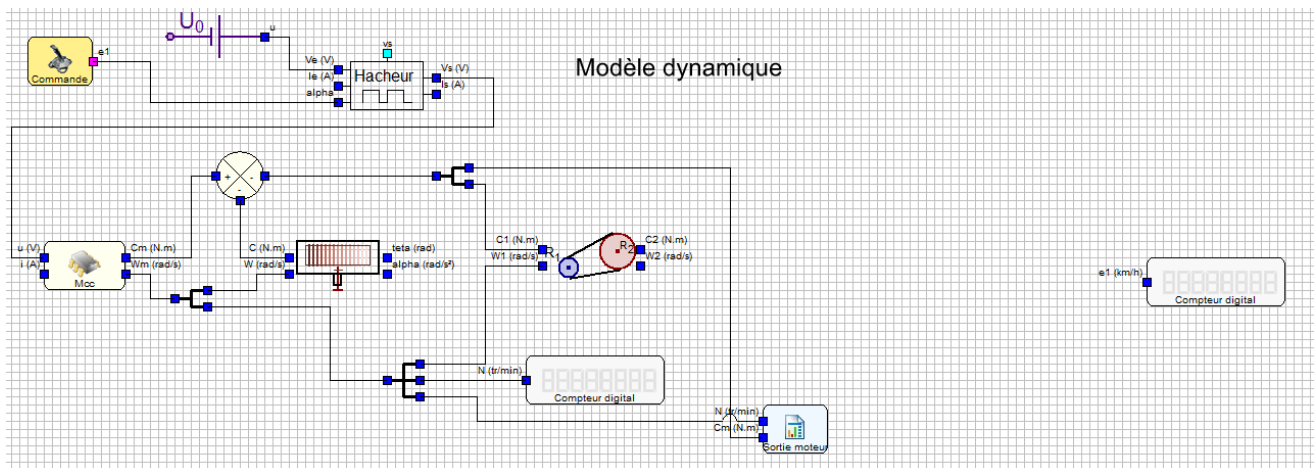 U0
u
e1
Commande
vs
Ve (V)
Ie (A)
alpha
Hacheur
Vs (V)
Is (A)
Modèle dynamique
+
-
-
u (V)
i (A)
Mcc
Cm (N.m)
Wm (rad/s)
C (N.m)
W (rad/s)
teta (rad)
alpha (rad/s²)
C1 (N.m)
W1 (rad/s)
R1
R2
C2 (N.m)
W2 (rad/s)
e1 (km/h)
Compteur digital
N (tr/min)
Compteur digital
N (tr/min)
Cm (N.m)
Sortie moteur